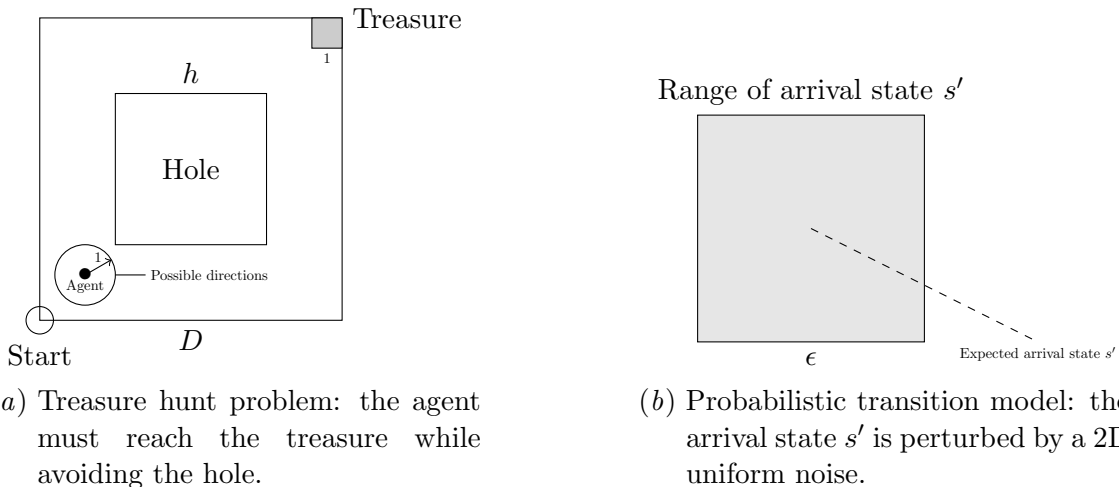 Treasure
1
h
Hole
1
Agent
Possible directions
D
Start
a) Treasure hunt problem: the agent
must reach the treasure while
avoiding the hole.
Range of arrival state s′
ϵ
Expected arrival state s′
(b) Probabilistic transition model: the
arrival state s′ is perturbed by a 2D
uniform noise.